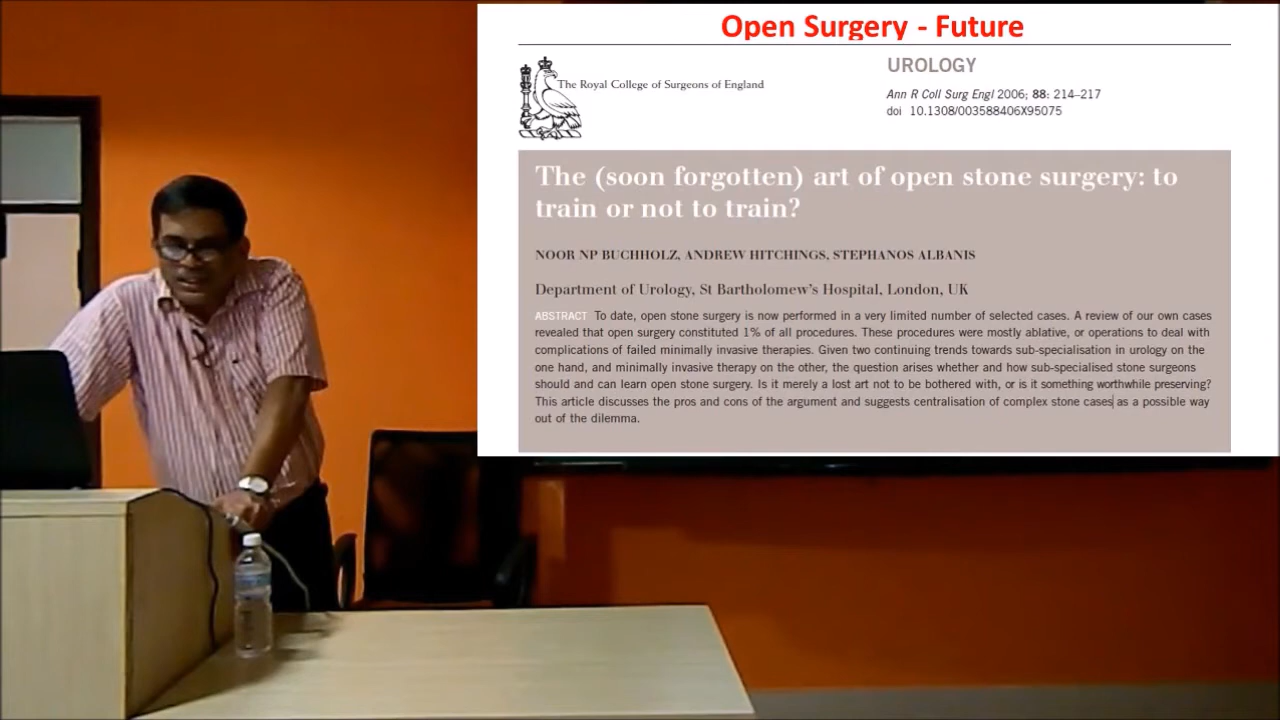 Open Surgery - Future
The Royal College of Surgeons of England
UROLOGY
Ann R Coll Surg Engl 2006; 88: 214–217
doi 10.1308/003588406X95075
The (soon forgotten) art of open stone surgery: to
train or not to train?
NOOR NP BUCHHOLZ, ANDREW HITCHINGS, STEPHANOS ALBANIS
Department of Urology, St Bartholomew's Hospital, London, UK
ABSTRACT To date, open stone surgery is now performed in a very limited number of selected cases. A review of our own cases
revealed that open surgery constituted 1% of all procedures. These procedures were mostly ablative, or operations to deal with
complications of failed minimally invasive therapies. Given two continuing trends towards sub-specialisation in urology on the
one hand, and minimally invasive therapy on the other, the question arises whether and how sub-specialised stone surgeons
should and can learn open stone surgery. Is it merely a lost art not to be bothered with, or is it something worthwhile preserving?
This article discusses the pros and cons of the argument and suggests centralisation of complex stone cases as a possible way
out of the dilemma.